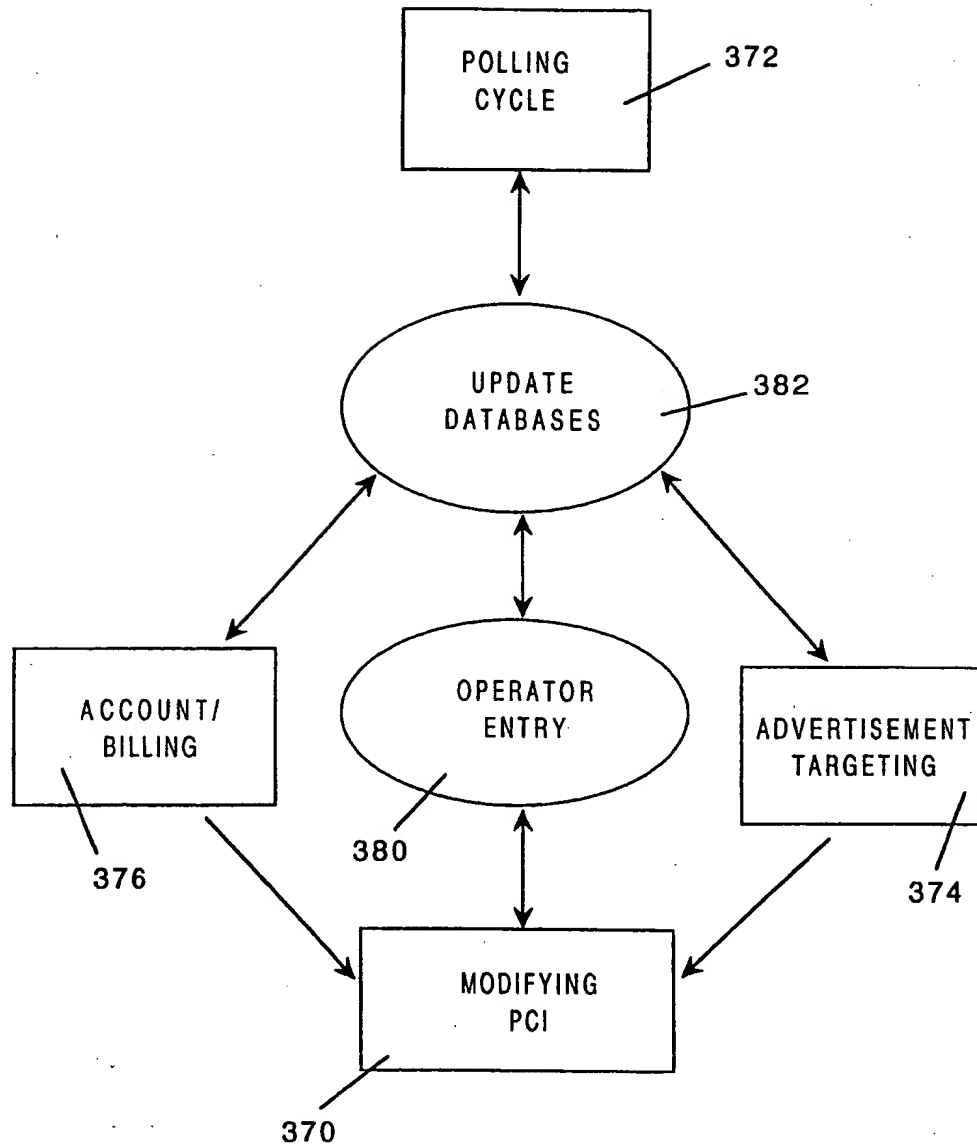 POLLING
CYCLE
372
UPDATE
DATABASES
382
ACCOUNT/
BILLING
376
OPERATOR
ENTRY
380
ADVERTISEMENT
TARGETING
374
MODIFYING
PCI
370